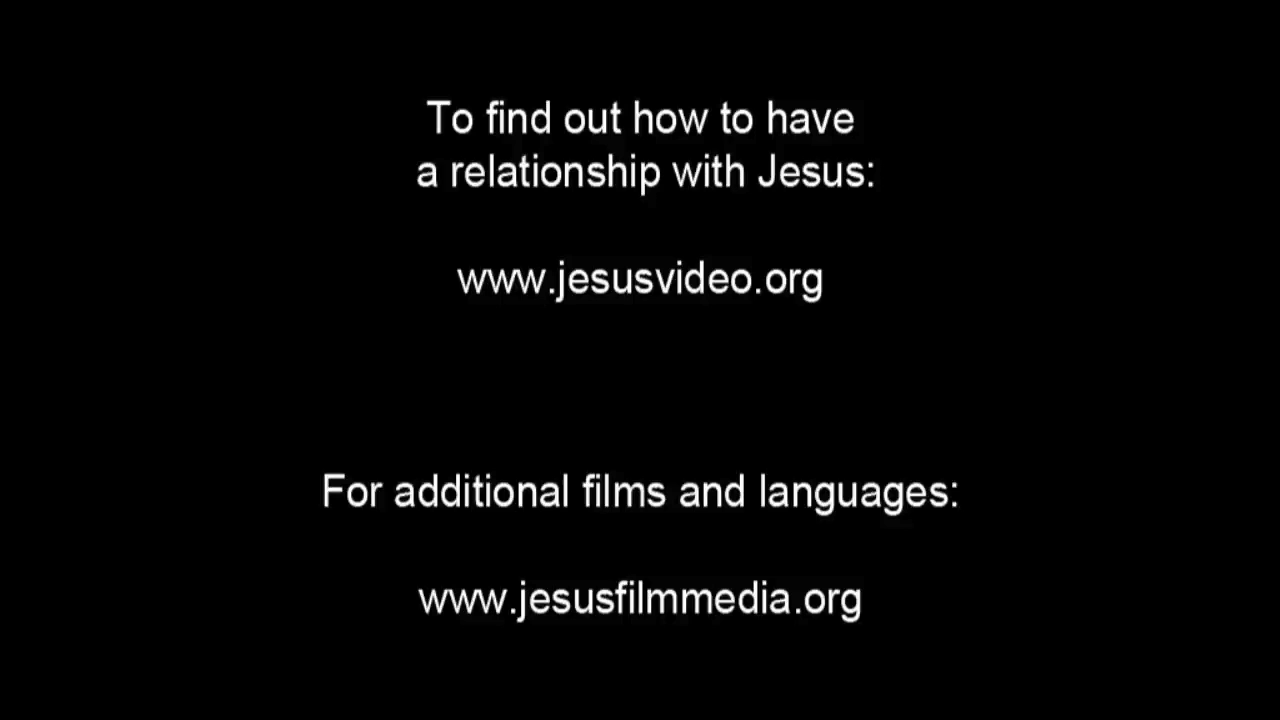 To find out how to have
a relationship with Jesus:
www.jesusvideo.org
For additional films and languages:
www.jesusfilmmedia.org